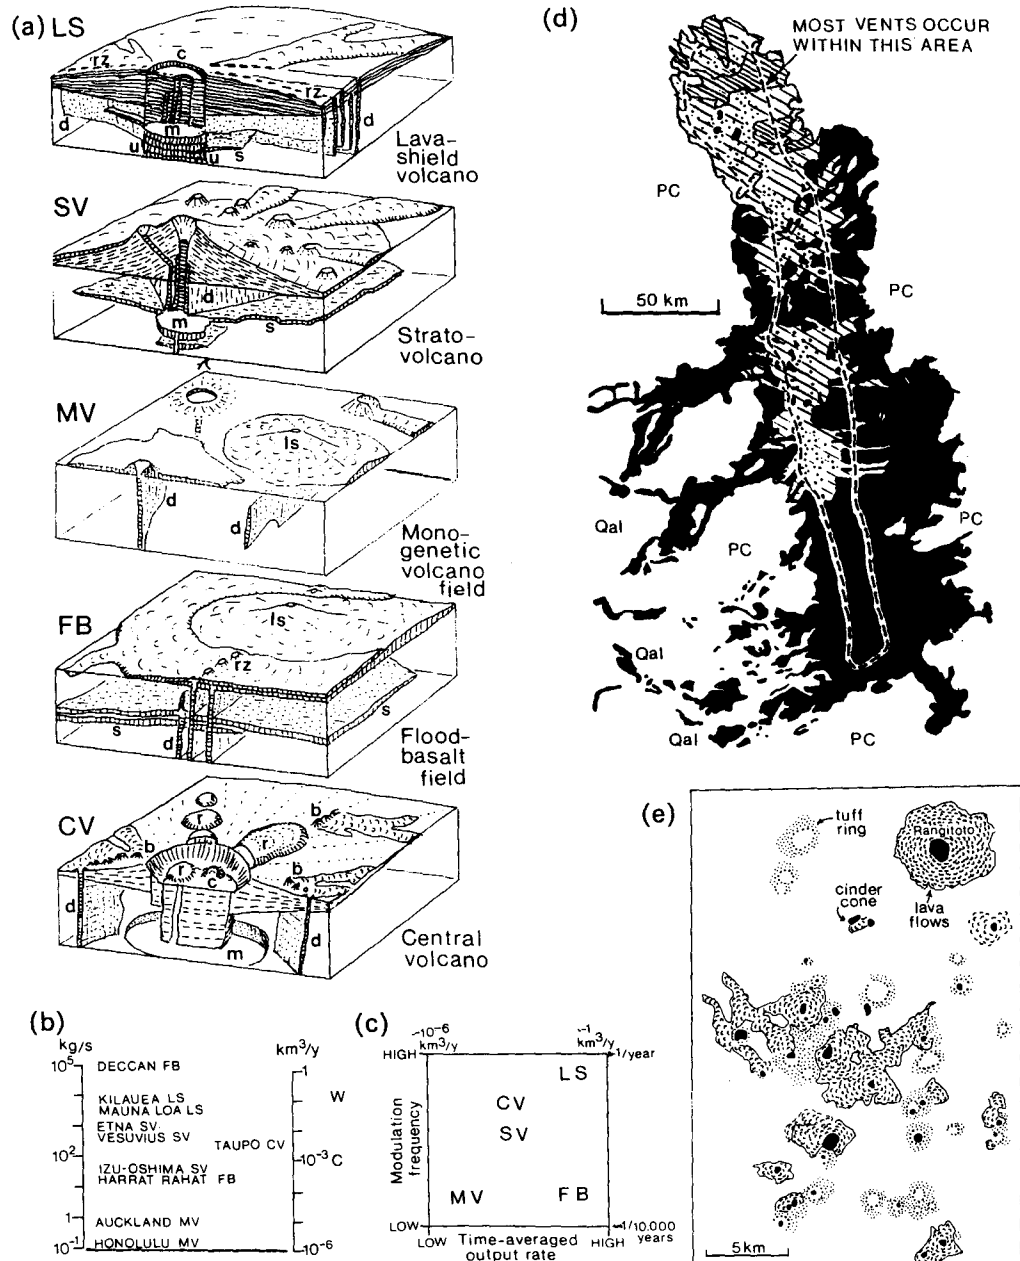 (a) LS
rz
c
rz
d
m
d
u
u
s
Lava-
shield
volcano
SV
d
m
s
Strato-
volcano
MV
ls
d
d
Mono-
genetic
volcano
field
FB
ls
rz
s
s
d
Flood-
basalt
field
CV
r
b
r
b
b
r
c
d
d
m
Central
volcano
(b)
kg/s
km³/y
10⁵
DECCAN FB
1
KILAUEA LS
MAUNA LOA LS
W
ETNA SV
VESUVIUS SV
TAUPO CV
10²
10⁻³ C
IZU-OSHIMA SV
HARRAT RAHAT FB
1
AUCKLAND MV
10⁻¹
HONOLULU MV
10⁻⁶
(c)
~10⁻⁶
km³/y
~1
km³/y
HIGH
1/year
LS
CV
SV
MV
FB
Modulation
frequency
LOW
1/10.000
years
LOW
Time-averaged
output rate
HIGH
(d)
MOST VENTS OCCUR
WITHIN THIS AREA
PC
PC
50 km
Qal
PC
PC
Qal
Qal
PC
(e)
tuff
ring
Rangitoto
cinder
cone
lava
flows
5km